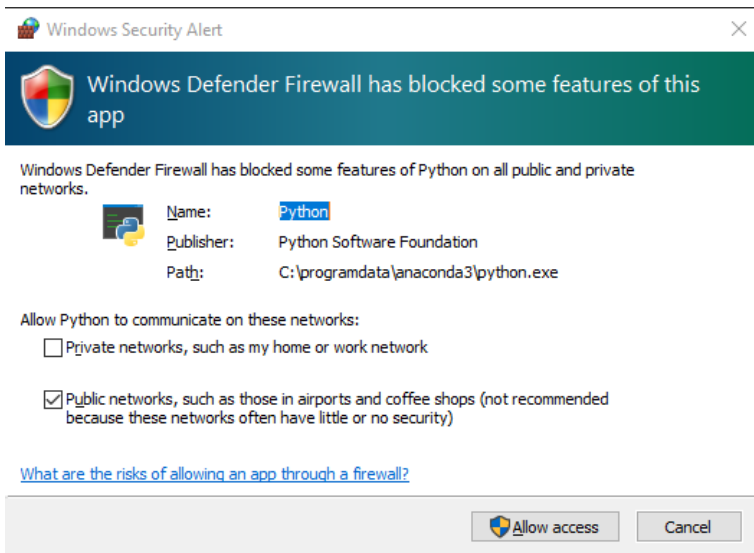 Windows Security Alert
Windows Defender Firewall has blocked some features of this
app
Windows Defender Firewall has blocked some features of Python on all public and private
networks.
Name: Python
Publisher: Python Software Foundation
Path: C:\programdata\anaconda3\python.exe
Allow Python to communicate on these networks:
Private networks, such as my home or work network
Public networks, such as those in airports and coffee shops (not recommended
because these networks often have little or no security)
What are the risks of allowing an app through a firewall?
Allow access Cancel